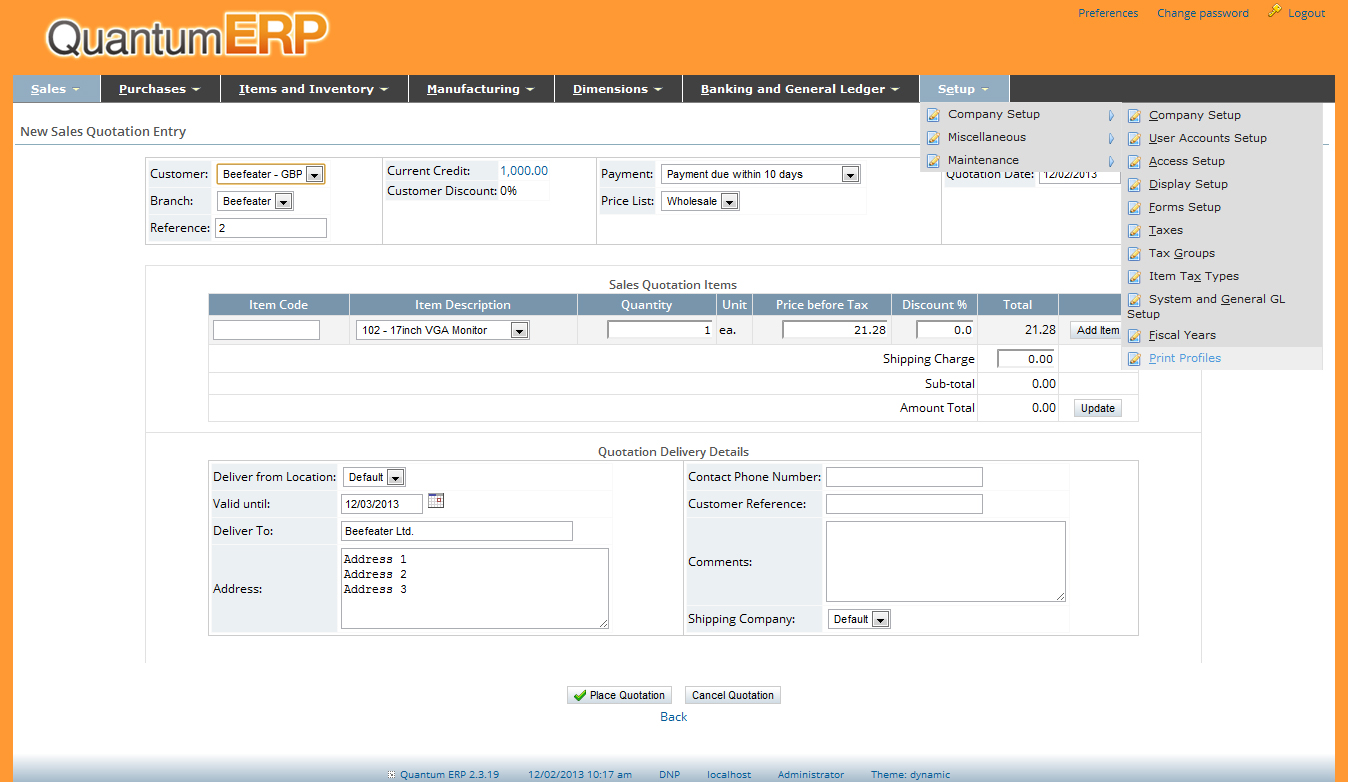 Preferences Change password Logout
QuantumERP
Sales Purchases Items and Inventory Manufacturing Dimensions Banking and General Ledger Setup
Company Setup
Miscellaneous
Maintenance
Company Setup
User Accounts Setup
Access Setup
Display Setup
Forms Setup
Taxes
Tax Groups
Item Tax Types
System and General GL
Setup
Fiscal Years
Print Profiles
New Sales Quotation Entry
Customer: Beefeater - GBP
Branch: Beefeater
Reference: 2
Current Credit: 1,000.00
Customer Discount: 0%
Payment: Payment due within 10 days
Price List: Wholesale
Quotation Date: 12/02/2013
Sales Quotation Items
Item Code Item Description Quantity Unit Price before Tax Discount % Total
102 - 17inch VGA Monitor 1 ea. 21.28 0.0 21.28 Add Item
Shipping Charge 0.00
Sub-total 0.00
Amount Total 0.00 Update
Quotation Delivery Details
Deliver from Location: Default
Valid until: 12/03/2013
Deliver To: Beefeater Ltd.
Address:
Address 1
Address 2
Address 3
Contact Phone Number:
Customer Reference:
Comments:
Shipping Company: Default
Place Quotation Cancel Quotation
Back
Quantum ERP 2.3.19 12/02/2013 10:17 am DNP localhost Administrator Theme: dynamic